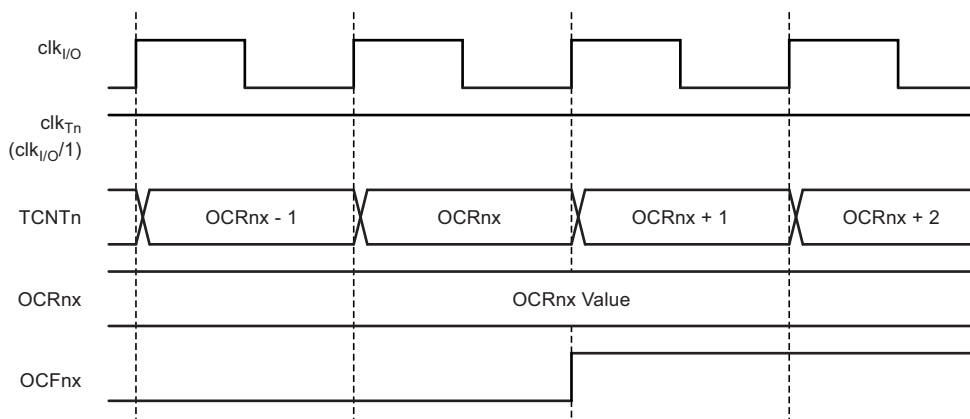 clkI/O
clkTn
(clkI/O/1)
TCNTn OCRnx - 1 OCRnx OCRnx + 1 OCRnx + 2
OCRnx OCRnx Value
OCFnx